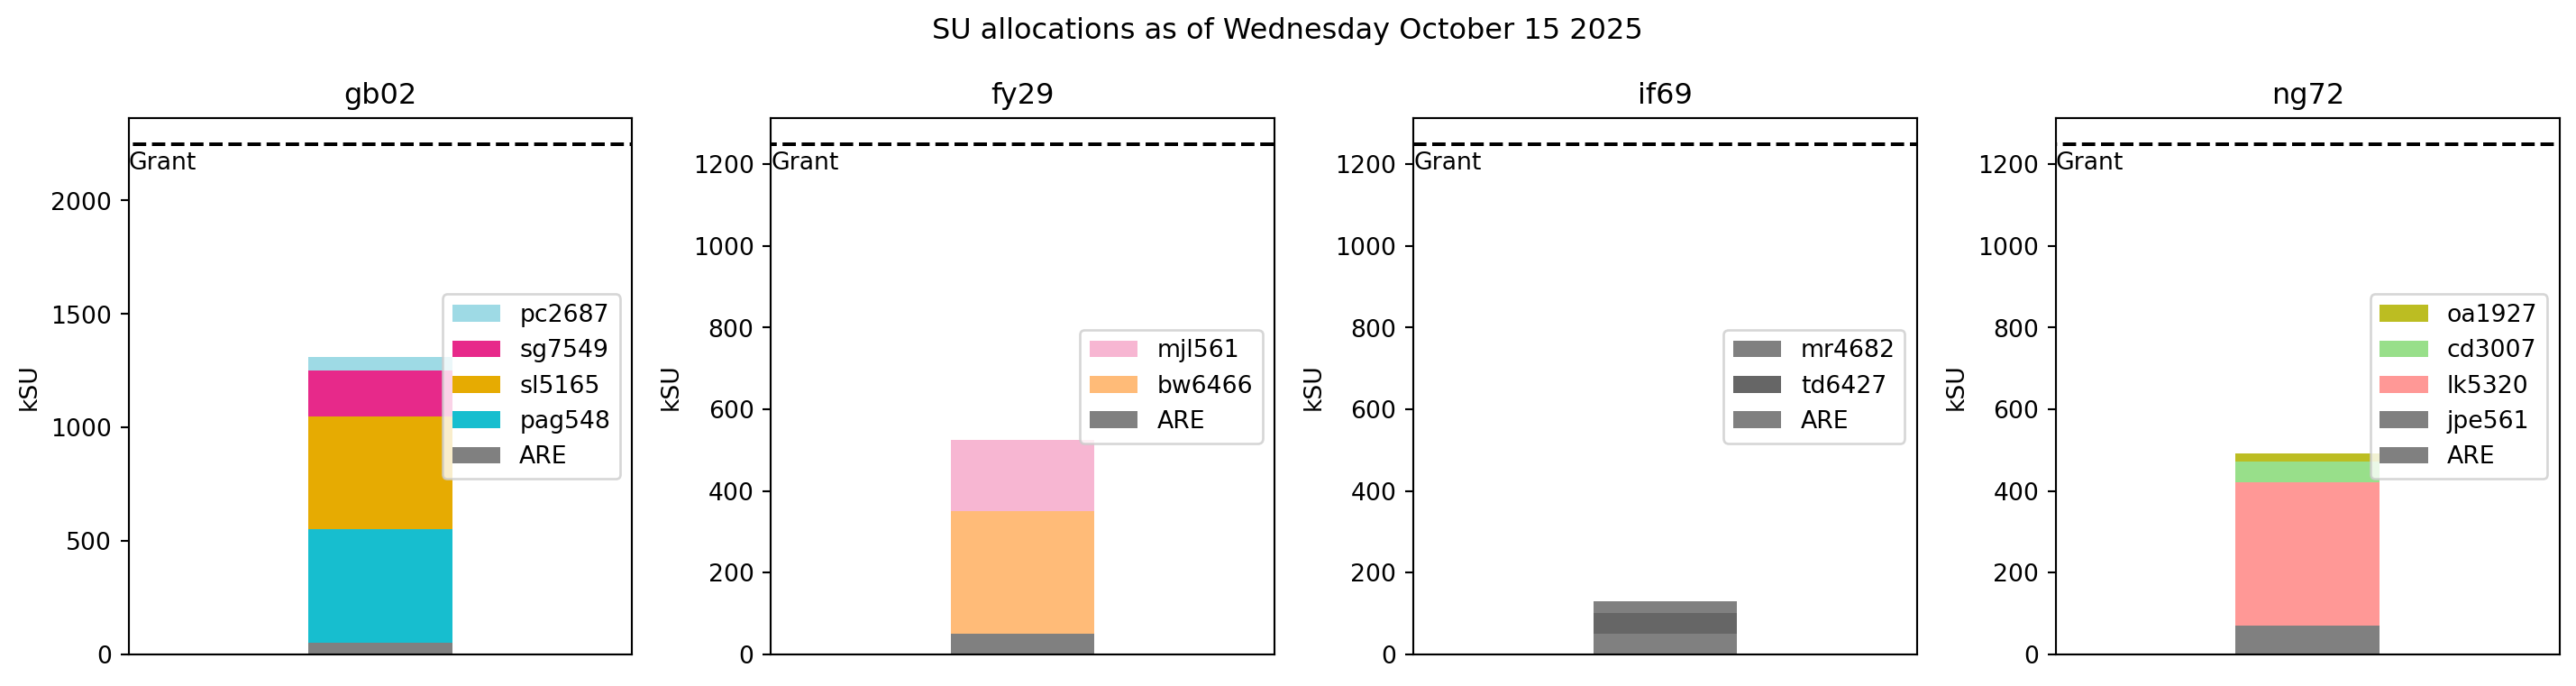 SU allocations as of Wednesday October 15 2025
gb02
kSU
2000
1500
1000
500
0
Grant
pc2687
sg7549
sl5165
pag548
ARE
fy29
kSU
1200
1000
800
600
400
200
0
Grant
mjl561
bw6466
ARE
if69
kSU
1200
1000
800
600
400
200
0
Grant
mr4682
td6427
ARE
ng72
kSU
1200
1000
800
600
400
200
0
Grant
oa1927
cd3007
lk5320
jpe561
ARE